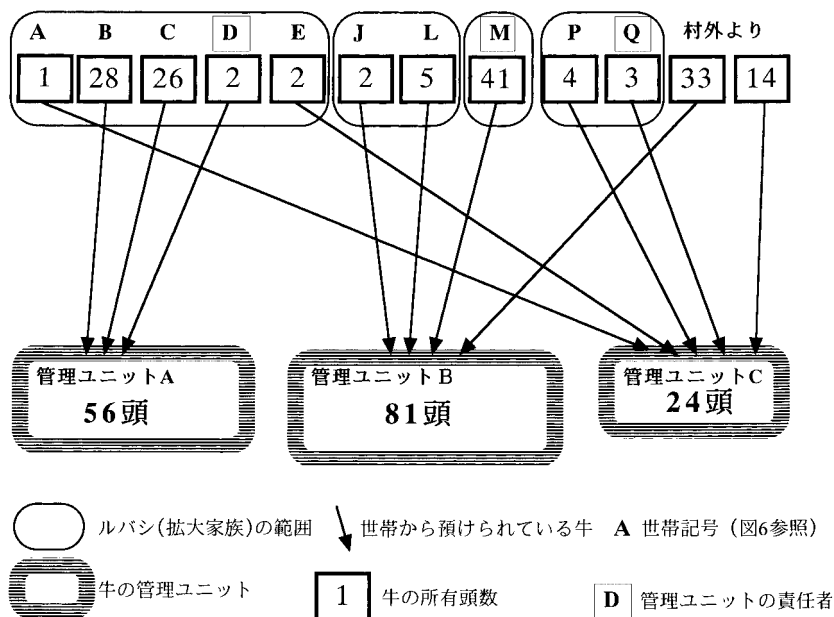 A B C D E J L M P Q 村外より
1 28 26 2 2 2 5 41 4 3 33 14
管理ユニットA
56頭
管理ユニットB
81頭
管理ユニットC
24頭
ルバシ(拡大家族)の範囲
世帯から預けられている牛
A 世帯記号 (図6参照)
牛の管理ユニット
1 牛の所有頭数
D 管理ユニットの責任者